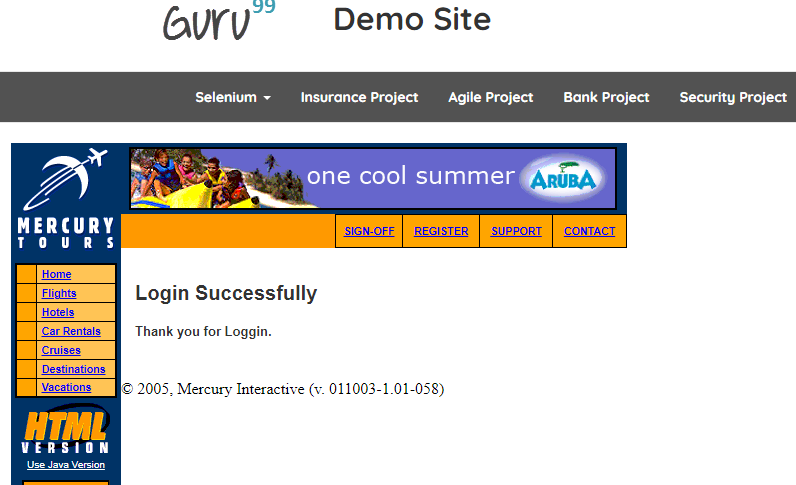 Guru99
Demo Site
Selenium
Insurance Project
Agile Project
Bank Project
Security Project
MERCURY
TOURS
one cool summer
ARUBA
SIGN-OFF
REGISTER
SUPPORT
CONTACT
Home
Flights
Hotels
Car Rentals
Cruises
Destinations
Vacations
HTML
VERSION
Use Java Version
Login Successfully
Thank you for Loggin.
© 2005, Mercury Interactive (v. 011003-1.01-058)